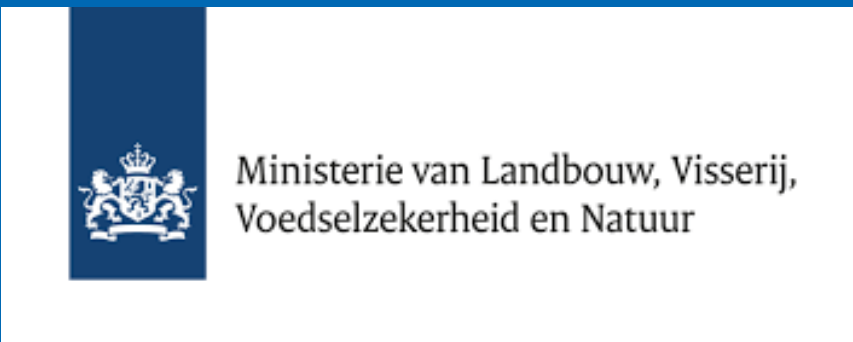 Ministerie van Landbouw, Visserij,
Voedselzekerheid en Natuur